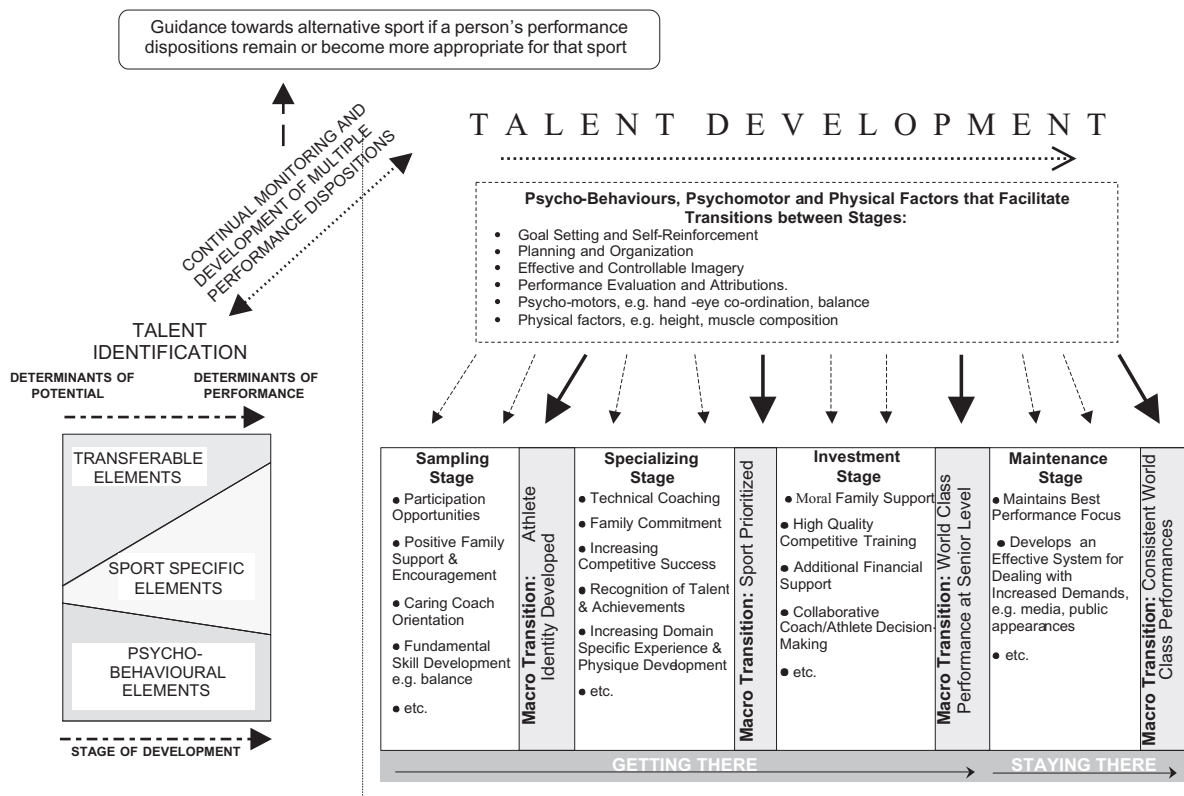 Guidance towards alternative sport if a person's performance
dispositions remain or become more appropriate for that sport
CONTINUAL MONITORING AND
DEVELOPMENT OF MULTIPLE
PERFORMANCE DISPOSITIONS
TALENT
IDENTIFICATION
DETERMINANTS OF
POTENTIAL
DETERMINANTS OF
PERFORMANCE
TRANSFERABLE
ELEMENTS
SPORT SPECIFIC
ELEMENTS
PSYCHO-
BEHAVIOURAL
ELEMENTS
STAGE OF DEVELOPMENT
TALENT DEVELOPMENT
Psycho-Behaviours, Psychomotor and Physical Factors that Facilitate
Transitions between Stages:
• Goal Setting and Self-Reinforcement
• Planning and Organization
• Effective and Controllable Imagery
• Performance Evaluation and Attributions.
• Psycho-motors, e.g. hand -eye co-ordination, balance
• Physical factors, e.g. height, muscle composition
Sampling
Stage
● Participation
Opportunities
● Positive Family
Support &
Encouragement
● Caring Coach
Orientation
● Fundamental
Skill Development
e.g. balance
● etc.
Macro Transition: Athlete
Identity Developed
Specializing
Stage
● Technical Coaching
● Family Commitment
● Increasing
Competitive Success
● Recognition of Talent
& Achievements
● Increasing Domain
Specific Experience &
Physique Development
● etc.
Macro Transition: Sport Prioritized
Investment
Stage
● Moral Family Support
● High Quality
Competitive Training
● Additional Financial
Support
● Collaborative
Coach/Athlete Decision-
Making
● etc.
Macro Transition: World Class
Performance at Senior Level
Maintenance
Stage
● Maintains Best
Performance Focus
● Develops an
Effective System for
Dealing with
Increased Demands,
e.g. media, public
appearances
● etc.
Macro Transition: Consistent World
Class Performances
GETTING THERE
STAYING THERE